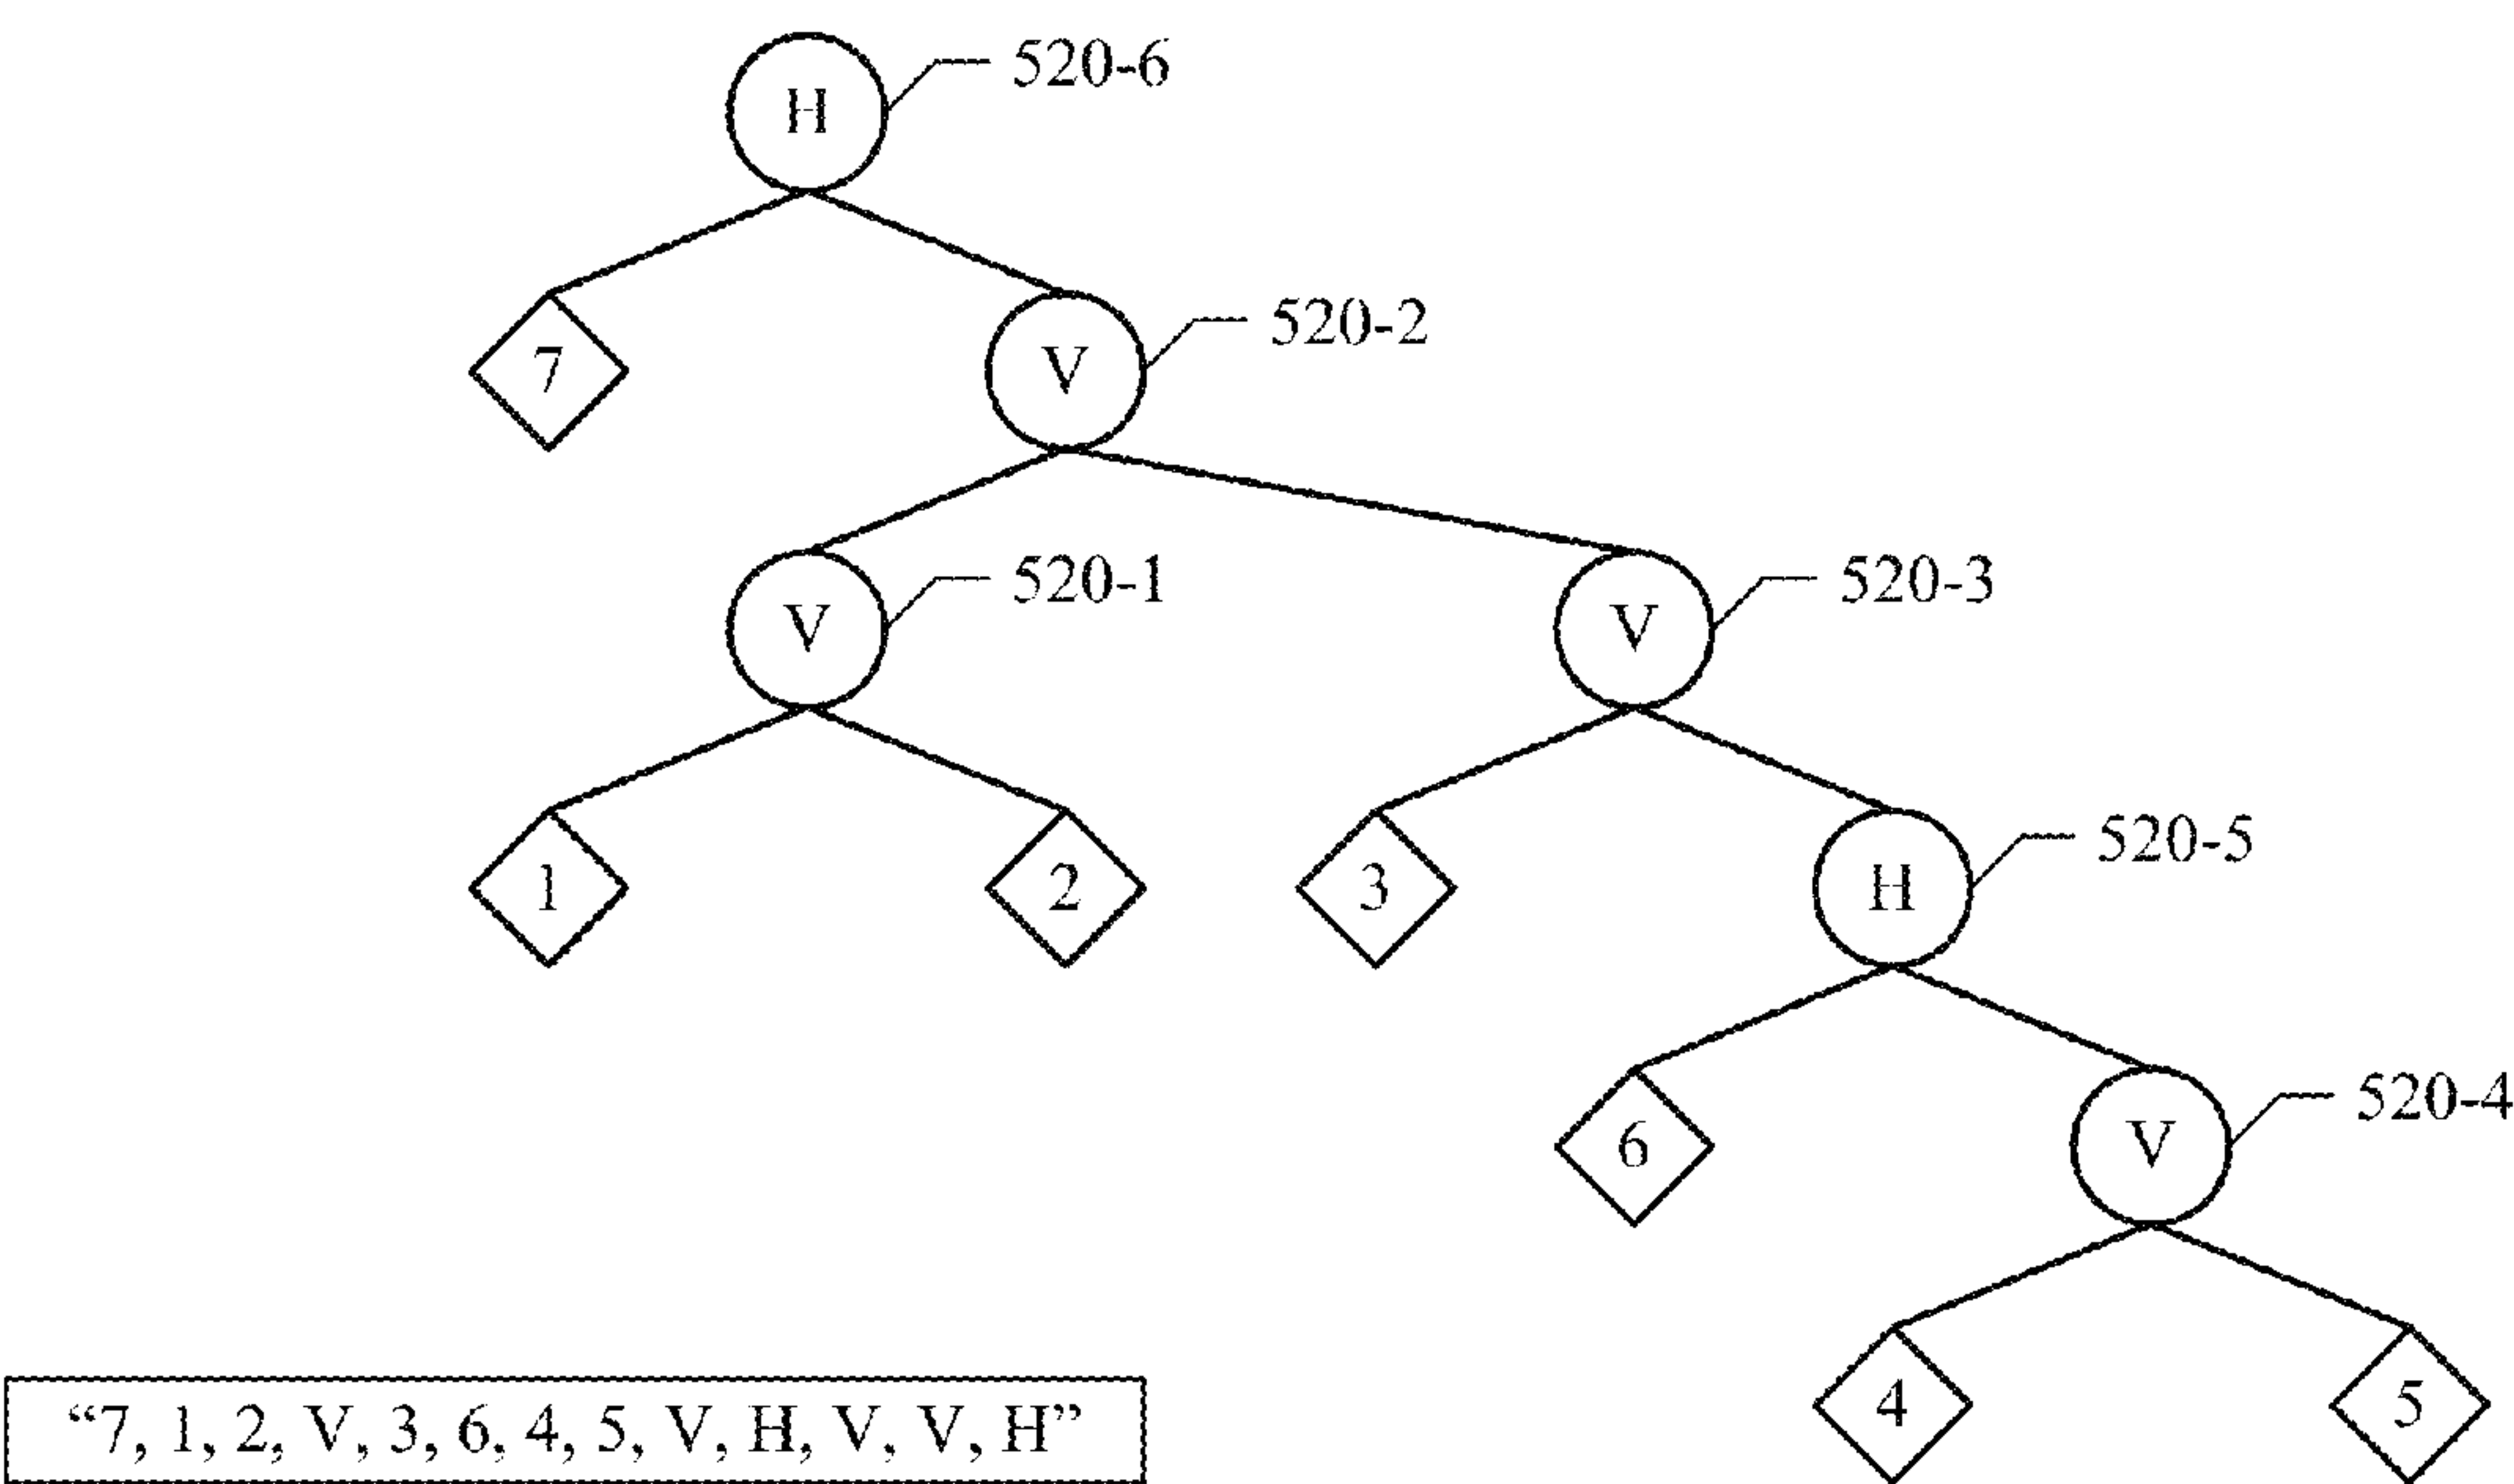 H 520-6
7 V 520-2
V 520-1 V 520-3
1 2 3 H 520-5
6 V 520-4
4 5
“7, 1, 2, V, 3, 6, 4, 5, V, H, V, V, H”